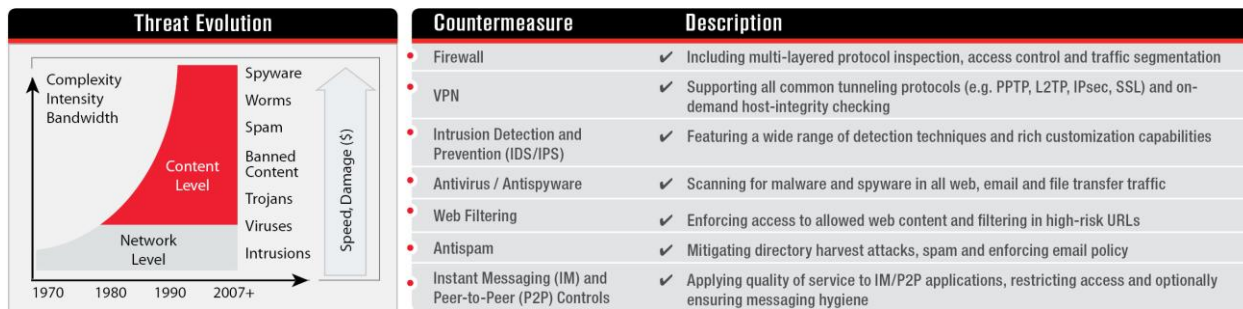 Threat Evolution
Complexity
Intensity
Bandwidth
Content
Level
Network
Level
1970 1980 1990 2007+
Spyware
Worms
Spam
Banned
Content
Trojans
Viruses
Intrusions
Speed, Damage ($)
Countermeasure Description
Firewall ✔ Including multi-layered protocol inspection, access control and traffic segmentation
VPN ✔ Supporting all common tunneling protocols (e.g. PPTP, L2TP, IPsec, SSL) and on-
demand host-integrity checking
Intrusion Detection and ✔ Featuring a wide range of detection techniques and rich customization capabilities
Prevention (IDS/IPS)
Antivirus / Antispyware ✔ Scanning for malware and spyware in all web, email and file transfer traffic
Web Filtering ✔ Enforcing access to allowed web content and filtering in high-risk URLs
Antispam ✔ Mitigating directory harvest attacks, spam and enforcing email policy
Instant Messaging (IM) and ✔ Applying quality of service to IM/P2P applications, restricting access and optionally
Peer-to-Peer (P2P) Controls ensuring messaging hygiene